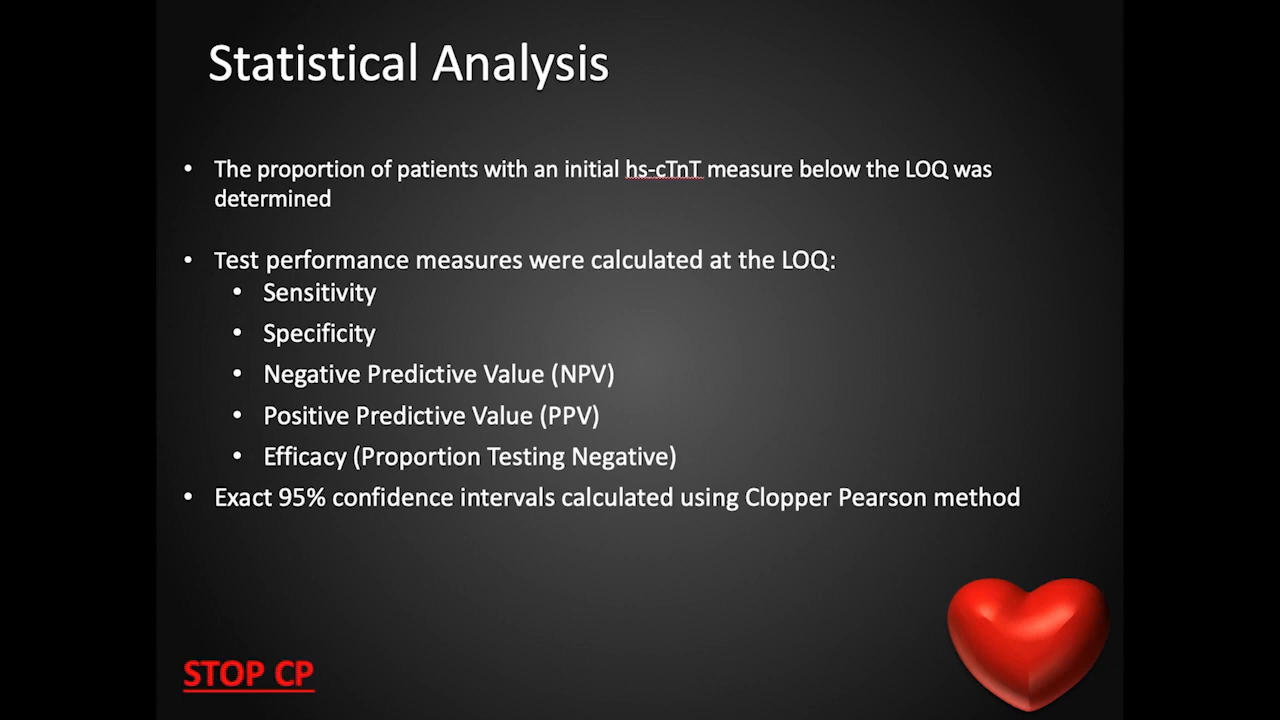 Statistical Analysis
• The proportion of patients with an initial hs-cTnT measure below the LOQ was
determined
• Test performance measures were calculated at the LOQ:
• Sensitivity
• Specificity
• Negative Predictive Value (NPV)
• Positive Predictive Value (PPV)
• Efficacy (Proportion Testing Negative)
• Exact 95% confidence intervals calculated using Clopper Pearson method
STOP CP